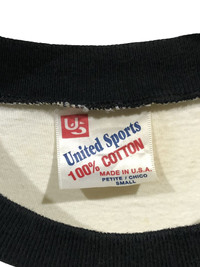 US
United Sports
100% COTTON
MADE IN U.S.A.
PETITE / CHICO
SMALL